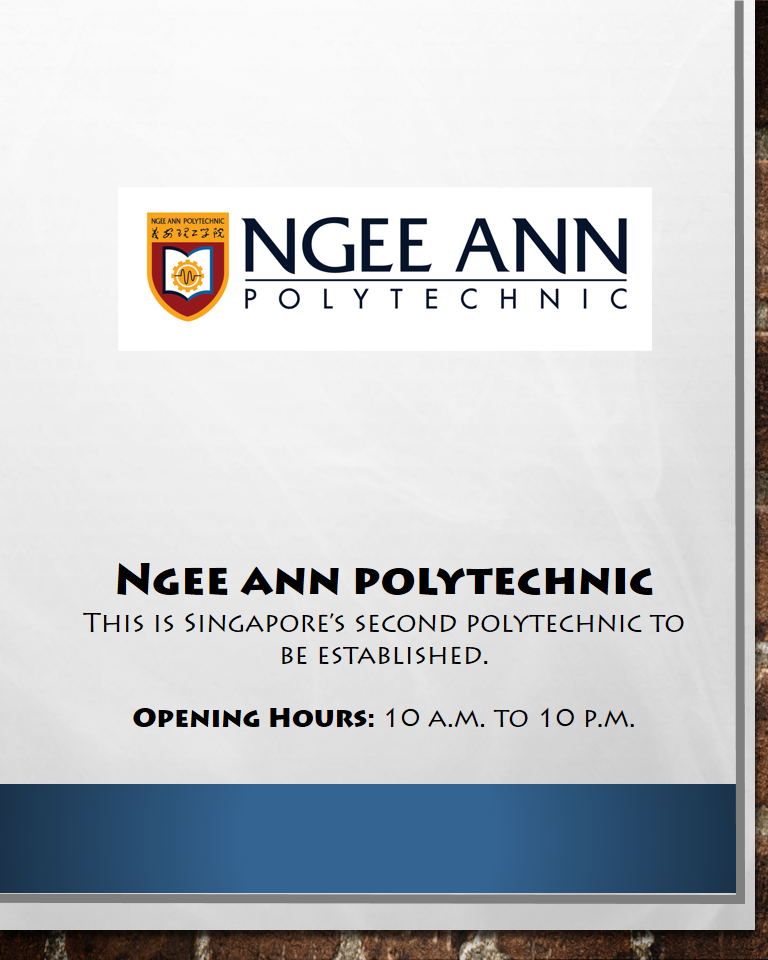 NGEE ANN POLYTECHNIC
義安理工学院
NGEE ANN
POLYTECHNIC
Ngee ann polytechnic
This is Singapore's second polytechnic to
be established.
Opening Hours: 10 a.m. to 10 p.m.